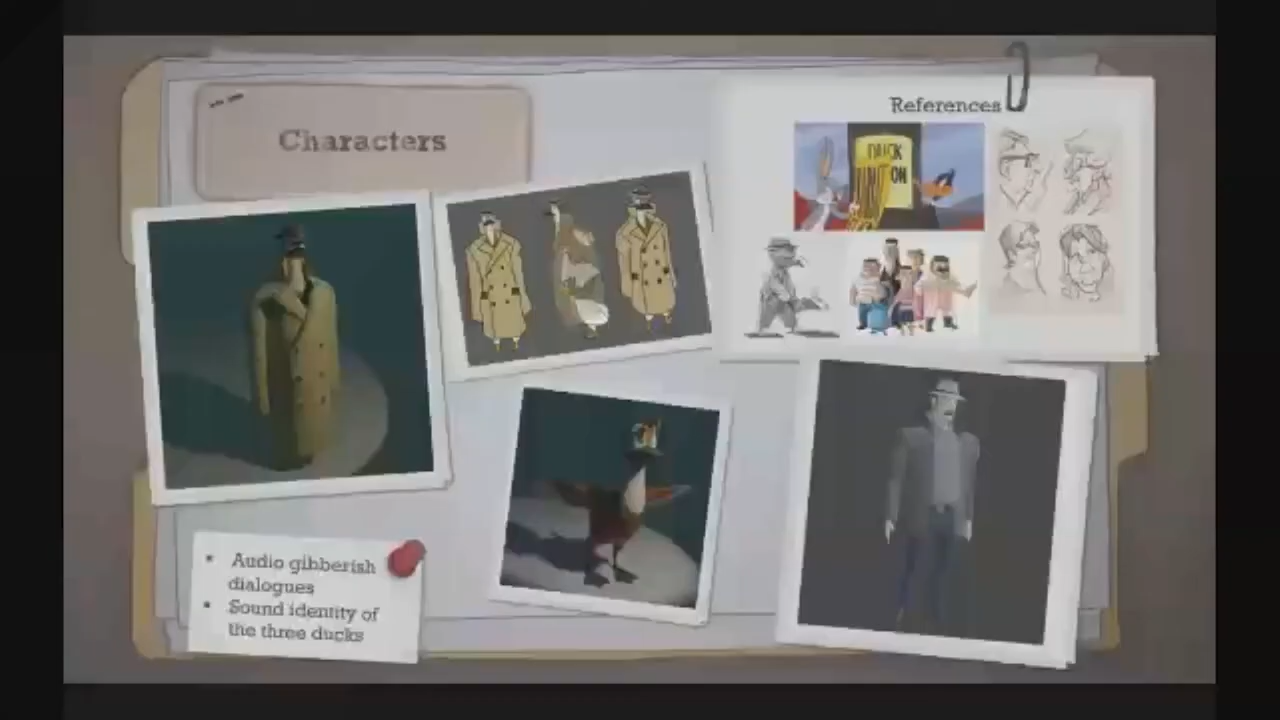 Characters
References
DUCK
• Audio gibberish
dialogues
• Sound identity of
the three ducks